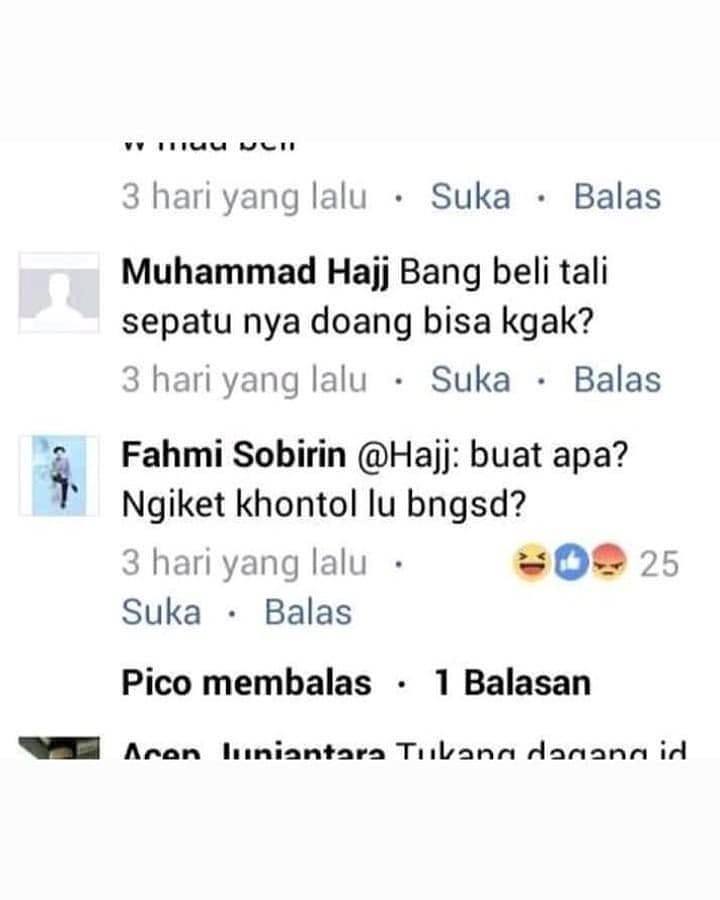 3 hari yang lalu · Suka · Balas
Muhammad Hajj Bang beli tali
sepatu nya doang bisa kgak?
3 hari yang lalu · Suka · Balas
Fahmi Sobirin @Hajj: buat apa?
Ngiket khontol lu bngsd?
3 hari yang lalu · 25
Suka · Balas
Pico membalas · 1 Balasan
Juniantara Tukang dagang id